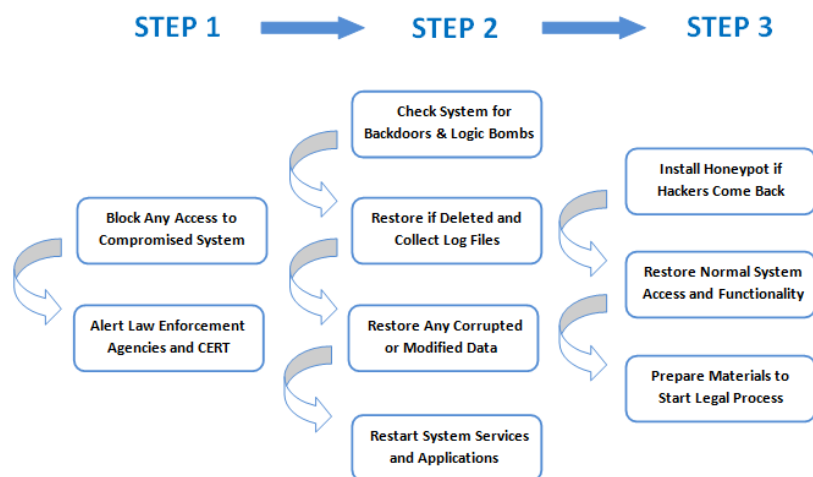 STEP 1
STEP 2
STEP 3
Block Any Access to
Compromised System
Alert Law Enforcement
Agencies and CERT
Check System for
Backdoors & Logic Bombs
Restore if Deleted and
Collect Log Files
Restore Any Corrupted
or Modified Data
Restart System Services
and Applications
Install Honeypot if
Hackers Come Back
Restore Normal System
Access and Functionality
Prepare Materials to
Start Legal Process